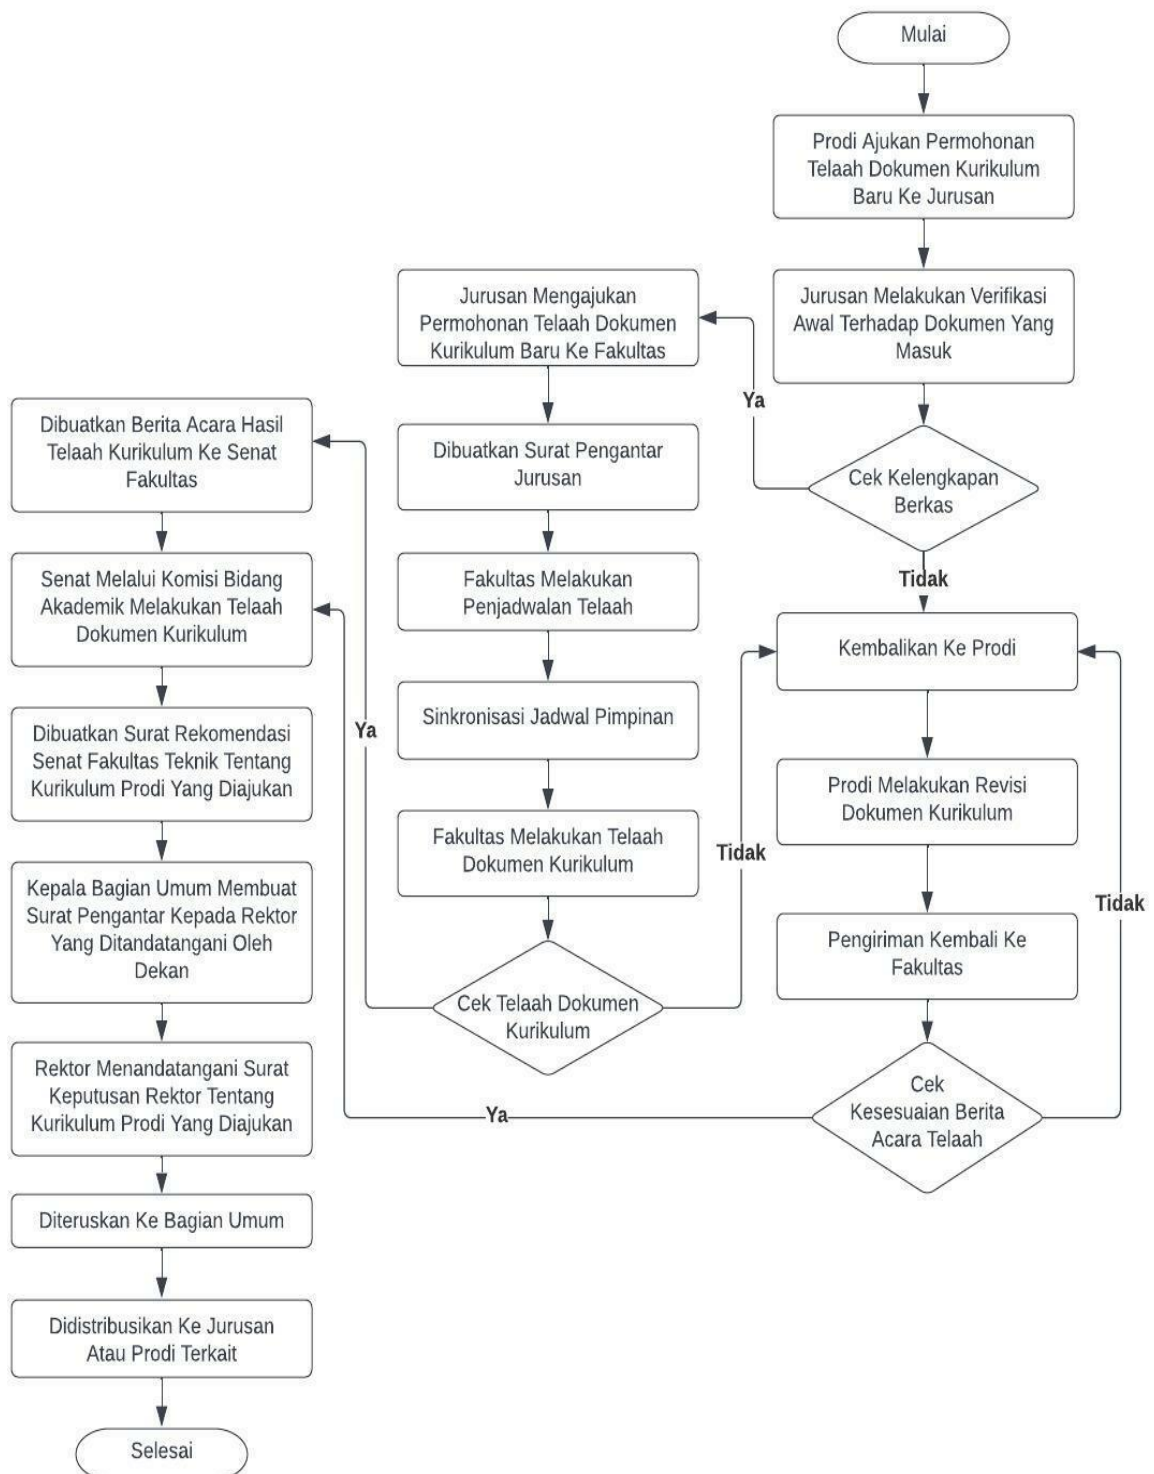 Mulai
Prodi Ajukan Permohonan
Telaah Dokumen Kurikulum
Baru Ke Jurusan
Jurusan Melakukan Verifikasi
Awal Terhadap Dokumen Yang
Masuk
Cek Kelengkapan
Berkas
Ya
Tidak
Jurusan Mengajukan
Permohonan Telaah Dokumen
Kurikulum Baru Ke Fakultas
Dibuatkan Surat Pengantar
Jurusan
Fakultas Melakukan
Penjadwalan Telaah
Sinkronisasi Jadwal Pimpinan
Fakultas Melakukan Telaah
Dokumen Kurikulum
Cek Telaah Dokumen
Kurikulum
Ya
Tidak
Kembalikan Ke Prodi
Prodi Melakukan Revisi
Dokumen Kurikulum
Pengiriman Kembali Ke
Fakultas
Cek
Kesesuaian Berita
Acara Telaah
Tidak
Ya
Dibuatkan Berita Acara Hasil
Telaah Kurikulum Ke Senat
Fakultas
Senat Melalui Komisi Bidang
Akademik Melakukan Telaah
Dokumen Kurikulum
Dibuatkan Surat Rekomendasi
Senat Fakultas Teknik Tentang
Kurikulum Prodi Yang Diajukan
Kepala Bagian Umum Membuat
Surat Pengantar Kepada Rektor
Yang Ditandatangani Oleh
Dekan
Rektor Menandatangani Surat
Keputusan Rektor Tentang
Kurikulum Prodi Yang Diajukan
Diteruskan Ke Bagian Umum
Didistribusikan Ke Jurusan
Atau Prodi Terkait
Selesai